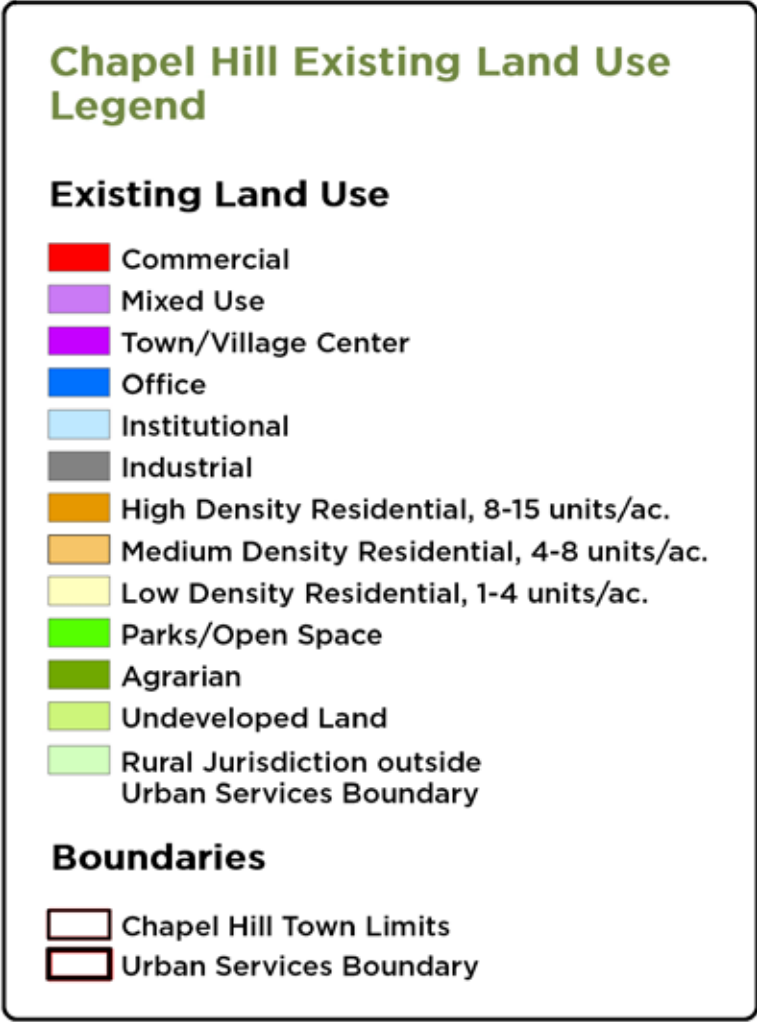 Chapel Hill Existing Land Use
Legend
Existing Land Use
Commercial
Mixed Use
Town/Village Center
Office
Institutional
Industrial
High Density Residential, 8-15 units/ac.
Medium Density Residential, 4-8 units/ac.
Low Density Residential, 1-4 units/ac.
Parks/Open Space
Agrarian
Undeveloped Land
Rural Jurisdiction outside
Urban Services Boundary
Boundaries
Chapel Hill Town Limits
Urban Services Boundary